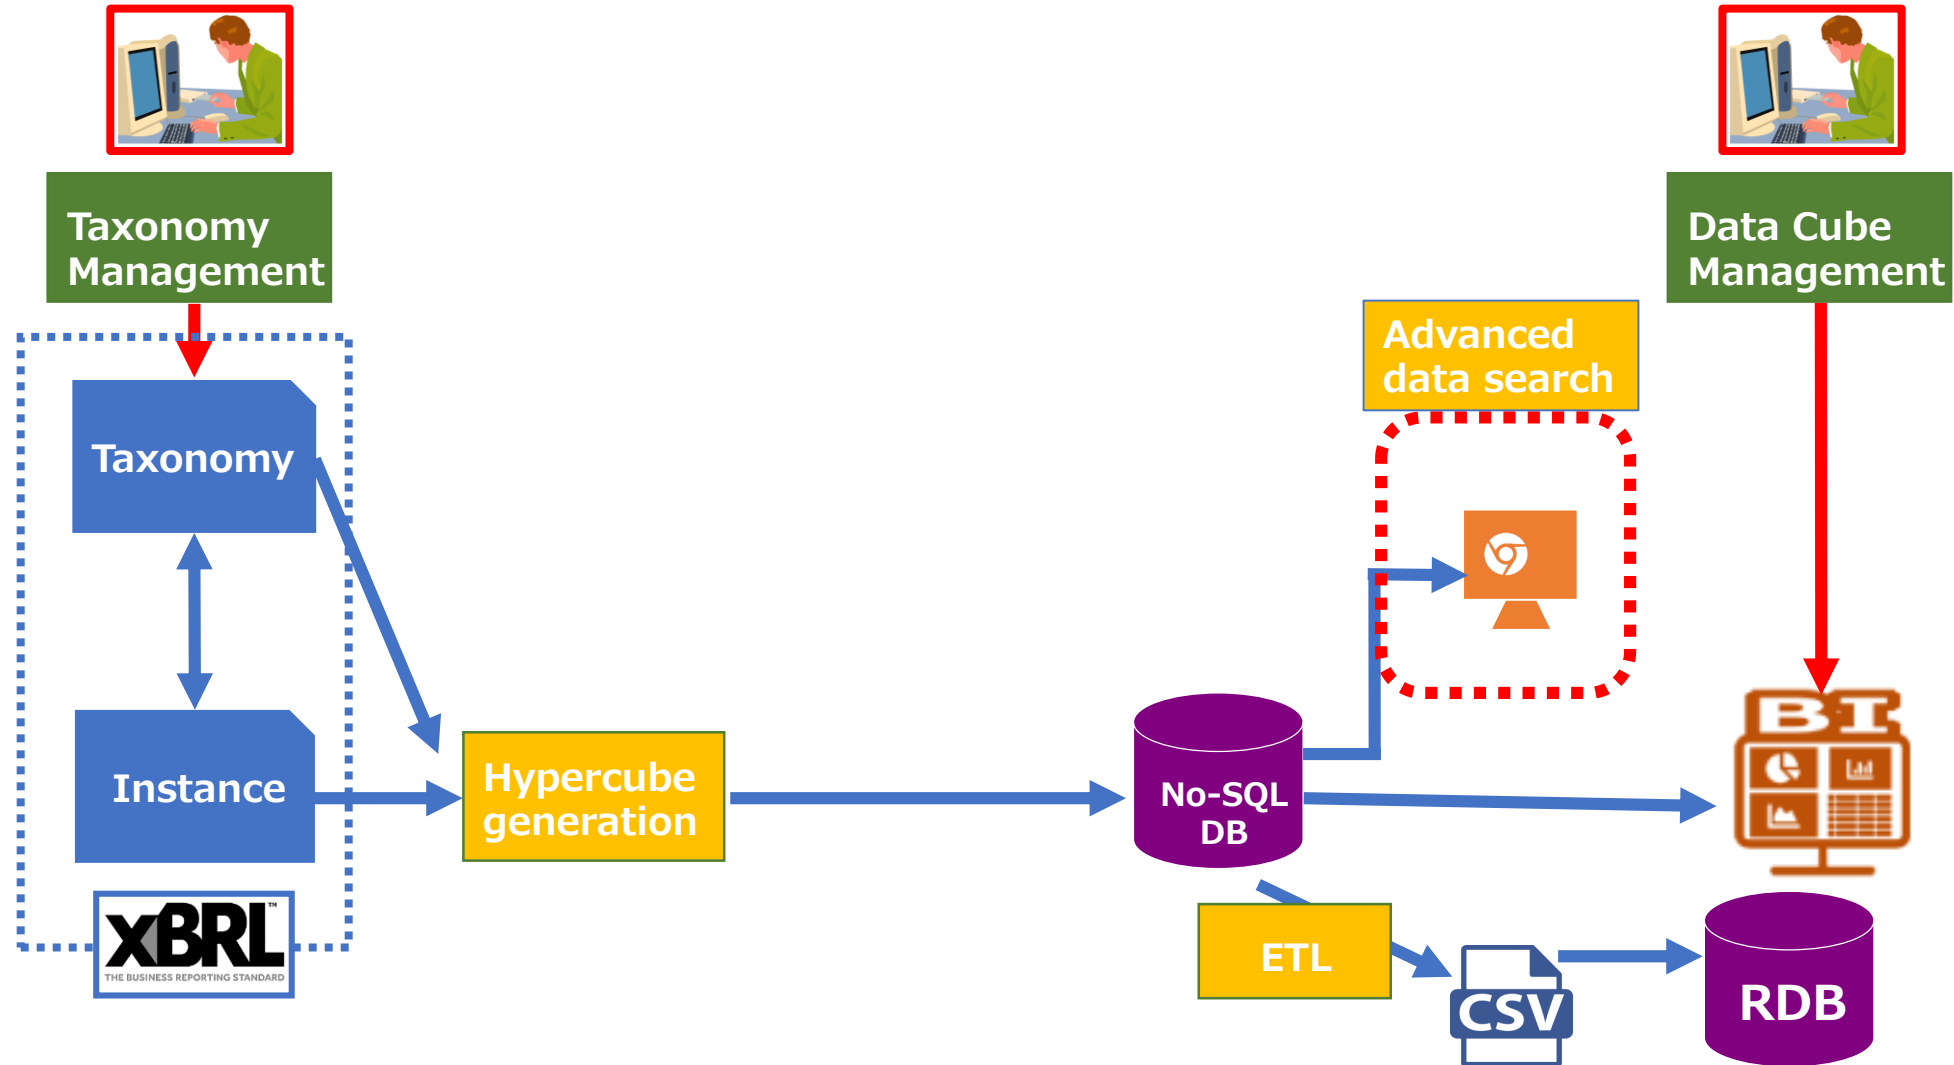 Taxonomy
Management
Data Cube
Management
Advanced
data search
Taxonomy
Instance
Hypercube
generation
No-SQL
DB
BI
xBRL™
THE BUSINESS REPORTING STANDARD
ETL
CSV
RDB